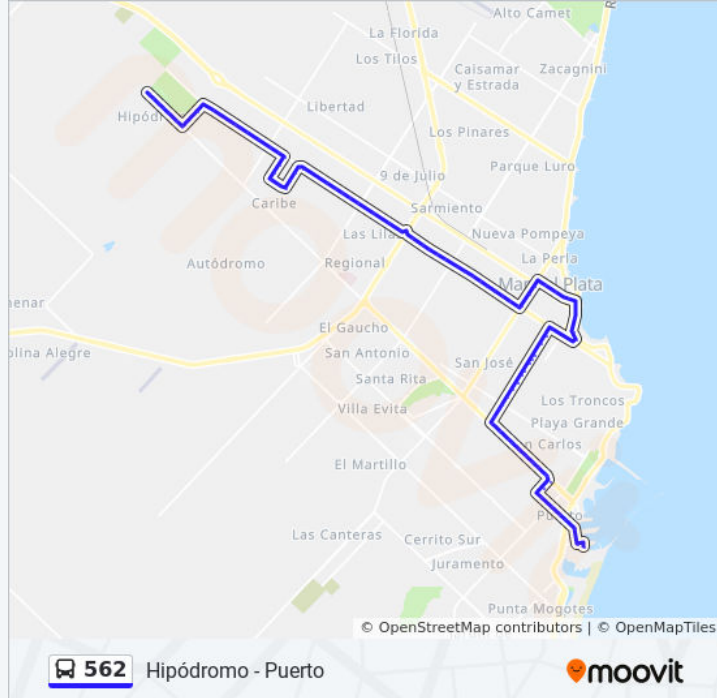 Alto Camet
La Florida
Los Tilos
Caisamar
y Estrada
Zacagnini
Libertad
Hipódr
Los Pinares
Parque Luro
9 de Julio
Caribe
Sarmiento
Las Lilas
Nueva Pompeya
La Perla
Autódromo
Regional
Mar del Plata
enar
El Gaucho
olina Alegre
San Antonio
San José
Santa Rita
Los Troncos
Villa Evita
Playa Grande
n Carlos
El Martillo
Puerto
Las Canteras
Cerrito Sur
Juramento
Punta Mogotes
© OpenStreetMap contributors | © OpenMapTiles
562 Hipódromo - Puerto
moovit